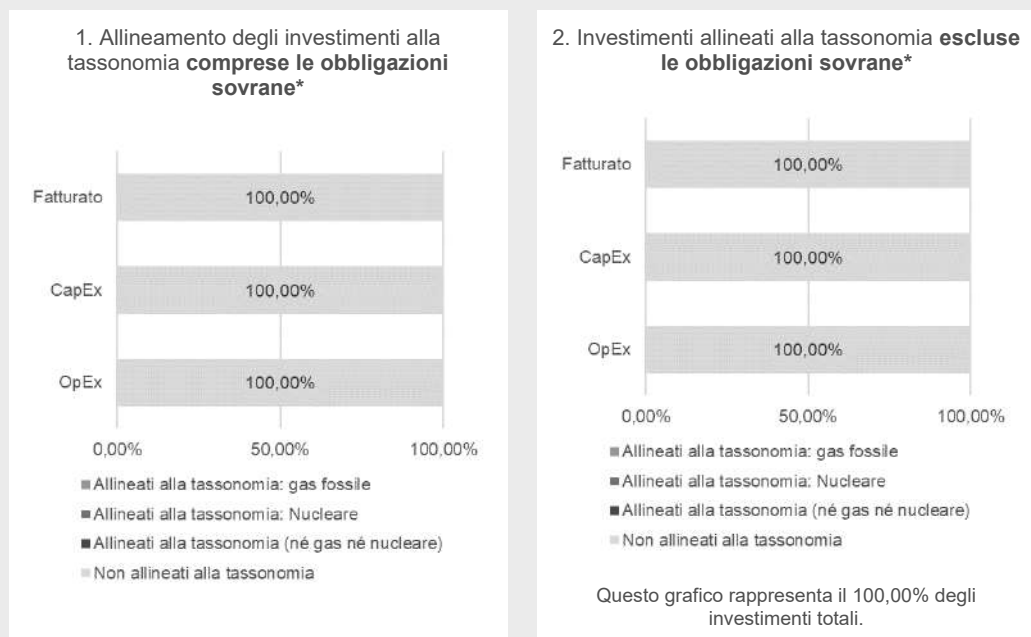 1. Allineamento degli investimenti alla
tassonomia comprese le obbligazioni
sovrane*
Fatturato
100,00%
CapEx
100,00%
OpEx
100,00%
0,00%
50,00%
100,00%
Allineati alla tassonomia: gas fossile
Allineati alla tassonomia: Nucleare
Allineati alla tassonomia (né gas né nucleare)
Non allineati alla tassonomia
2. Investimenti allineati alla tassonomia escluse
le obbligazioni sovrane*
Fatturato
100,00%
CapEx
100,00%
OpEx
100,00%
0,00%
50,00%
100,00%
Allineati alla tassonomia: gas fossile
Allineati alla tassonomia: Nucleare
Allineati alla tassonomia (né gas né nucleare)
Non allineati alla tassonomia
Questo grafico rappresenta il 100,00% degli
investimenti totali.